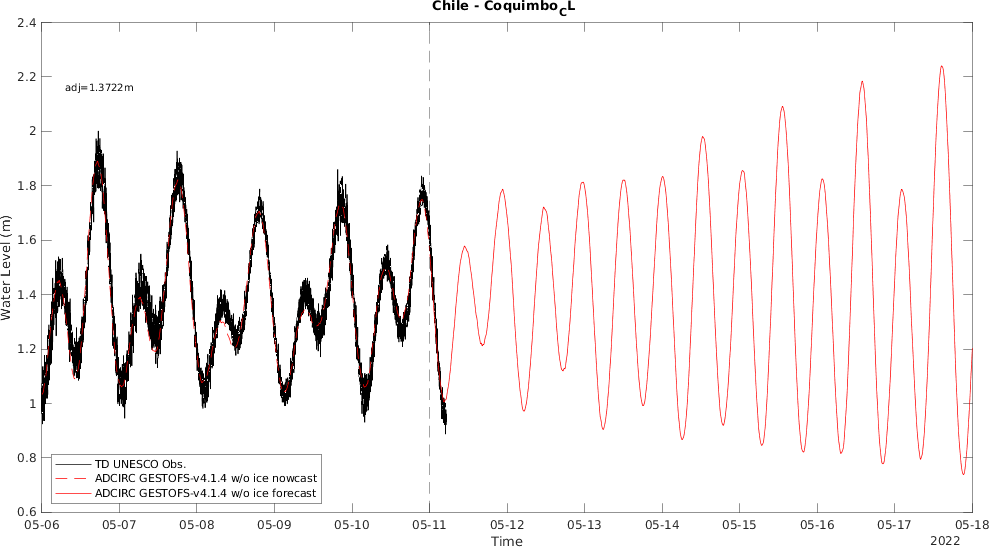 Chile - Coquimbo_CL
2.4
2.2
adj=1.3722m
2
1.8
1.6
Water Level (m)
1.4
1.2
1
0.8
TD UNESCO Obs.
ADCIRC GESTOFS-v4.1.4 w/o ice nowcast
ADCIRC GESTOFS-v4.1.4 w/o ice forecast
0.6
05-06 05-07 05-08 05-09 05-10 05-11 05-12 05-13 05-14 05-15 05-16 05-17 05-18
Time
2022